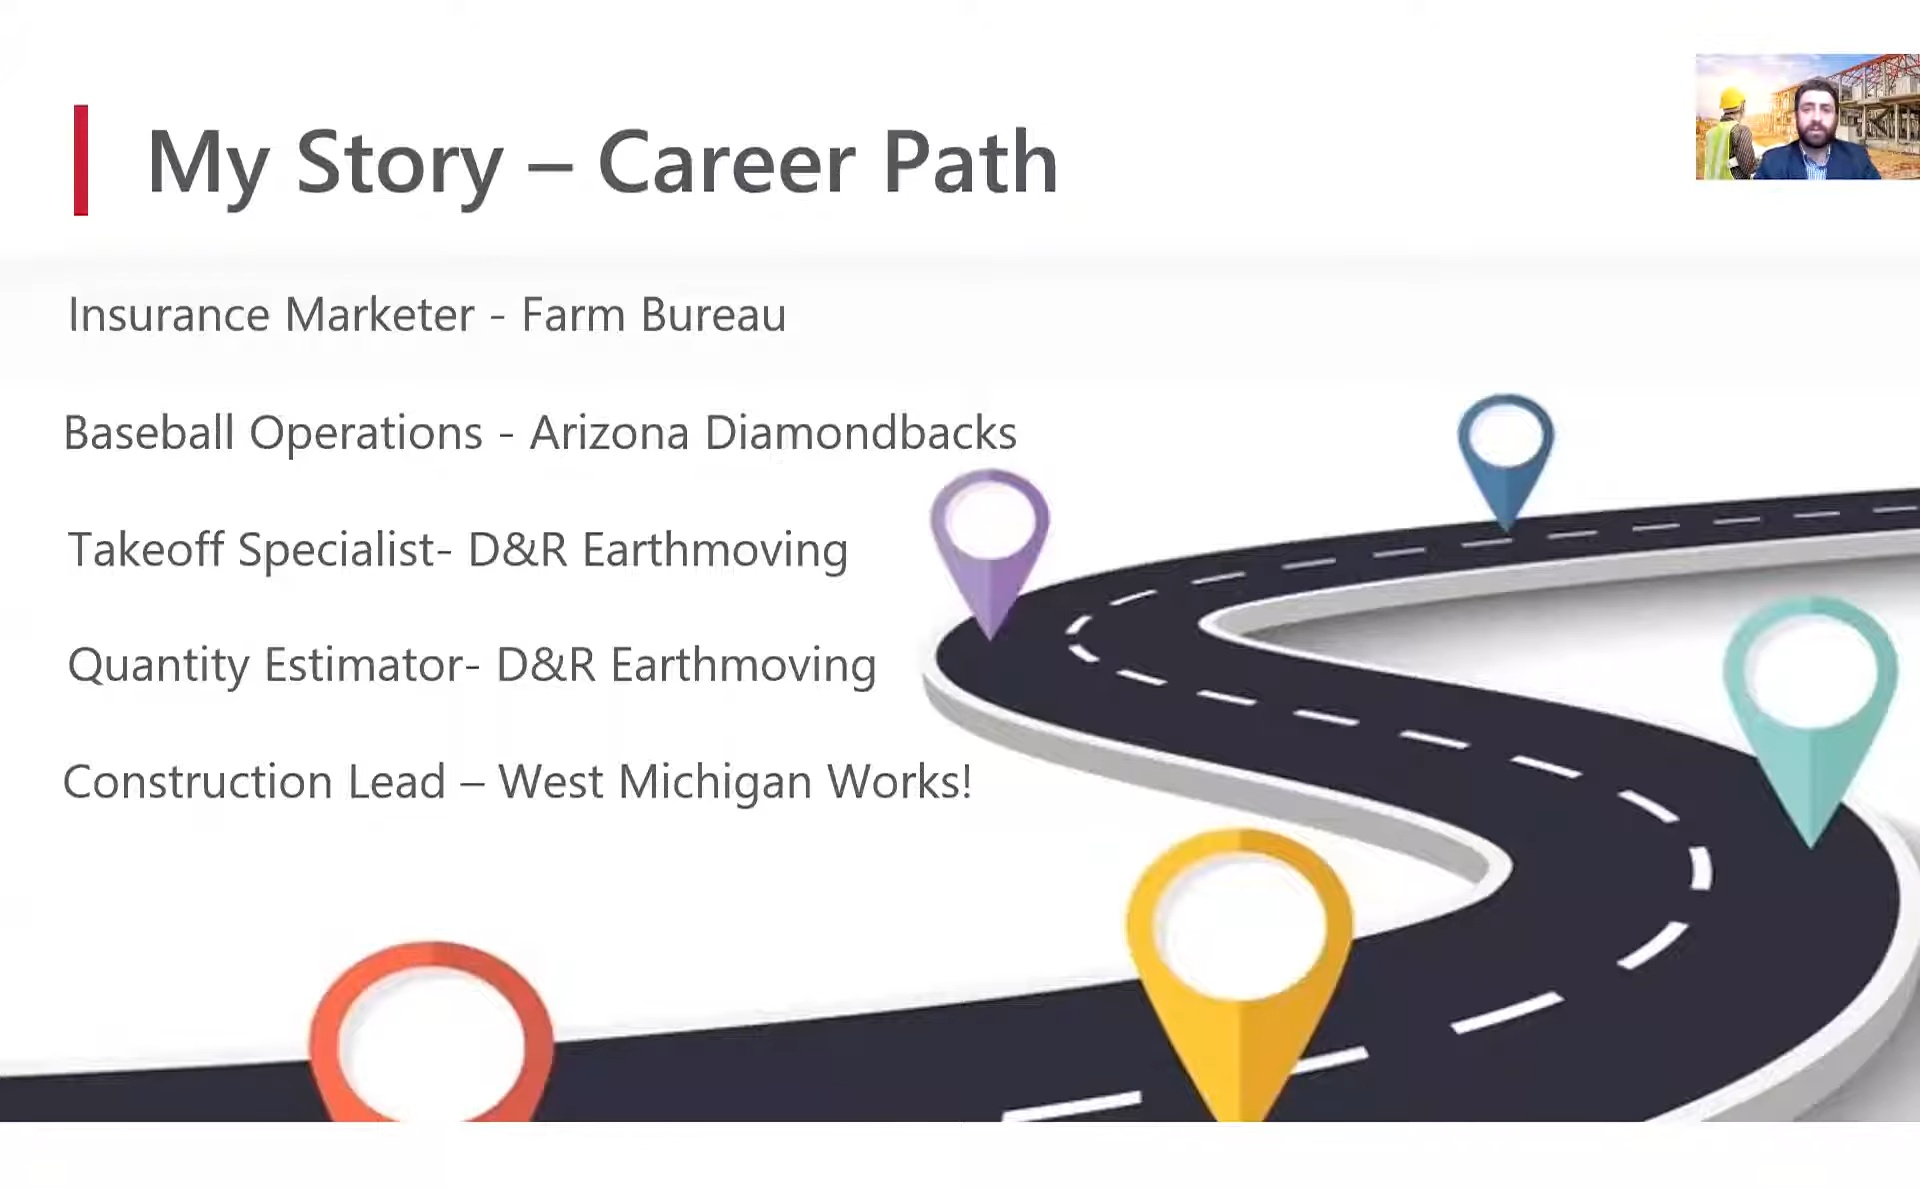 My Story – Career Path
Insurance Marketer - Farm Bureau
Baseball Operations - Arizona Diamondbacks
Takeoff Specialist- D&R Earthmoving
Quantity Estimator- D&R Earthmoving
Construction Lead – West Michigan Works!